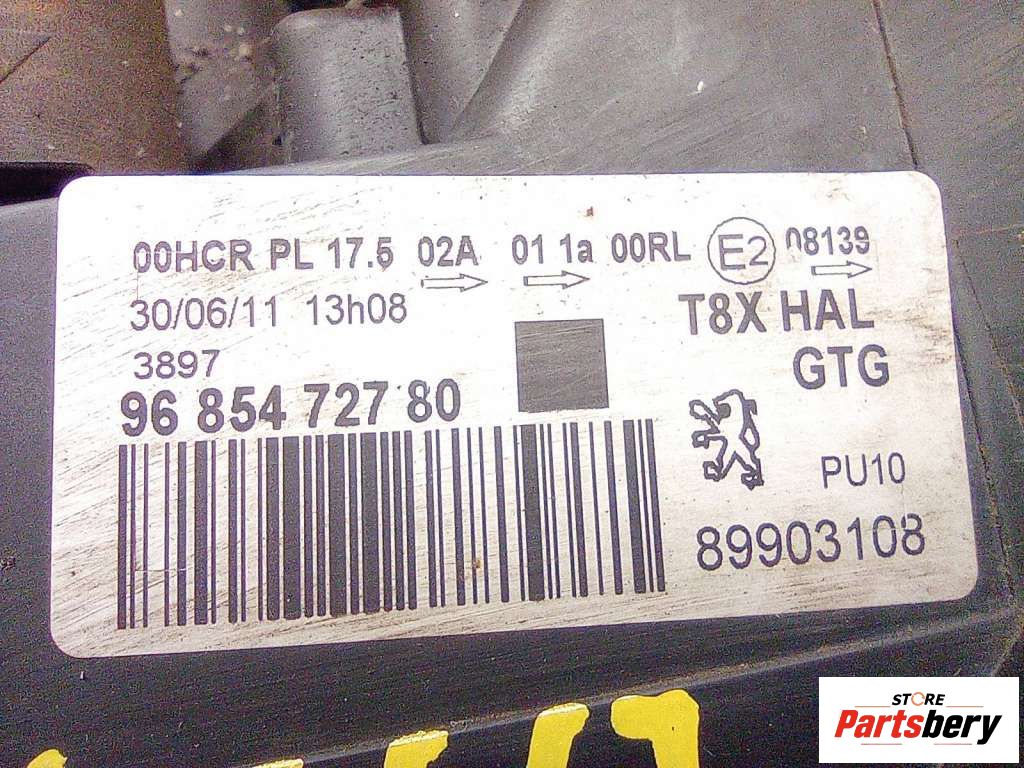 00HCR PL 17.5 02A 01 1a 00RL E2 08139
30/06/11 13h08
T8X HAL
3897
GTG
96 854 727 80
PU10
89903108
STORE
Partsbery